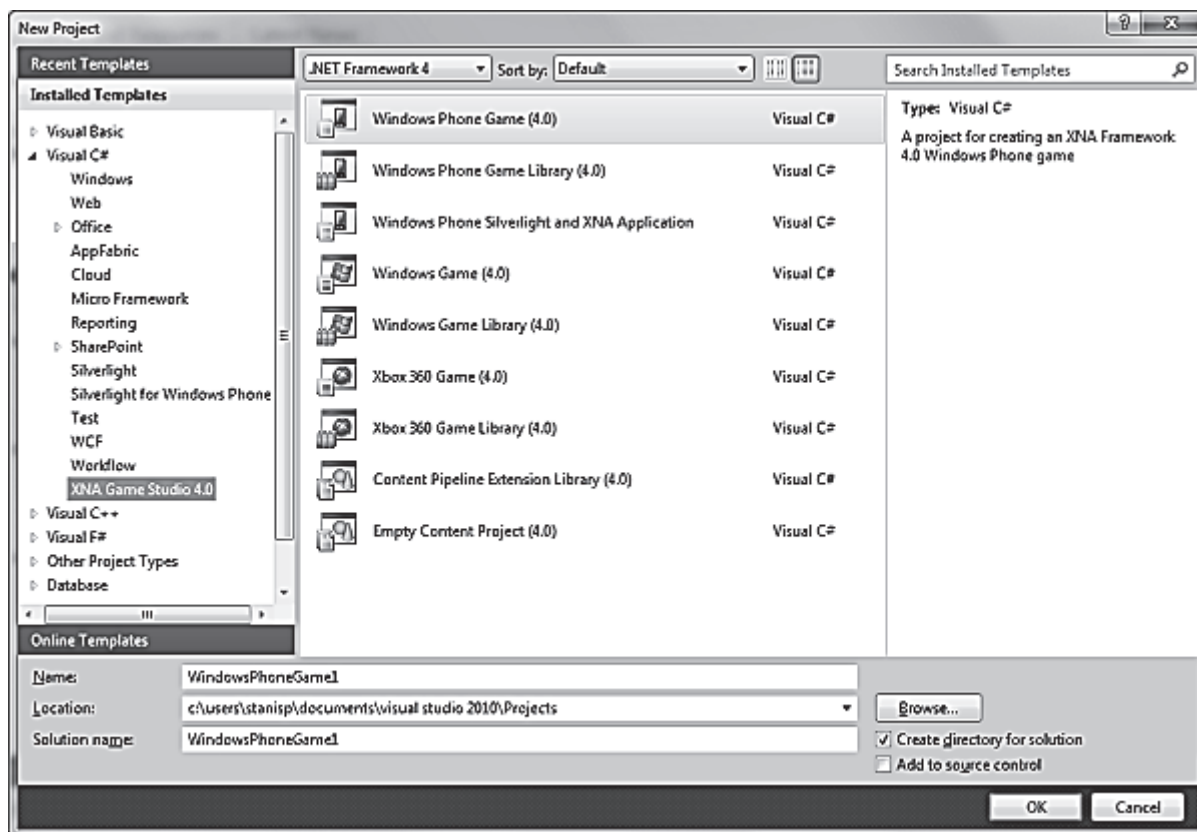 New Project
Recent Templates
Installed Templates
Visual Basic
Visual C#
Windows
Web
Office
AppFabric
Cloud
Micro Framework
Reporting
SharePoint
Silverlight
Silverlight for Windows Phone
Test
WCF
Workflow
XNA Game Studio 4.0
Visual C++
Visual F#
Other Project Types
Database
Online Templates
.NET Framework 4 Sort by: Default
Windows Phone Game (4.0) Visual C#
Windows Phone Game Library (4.0) Visual C#
Windows Phone Silverlight and XNA Application Visual C#
Windows Game (4.0) Visual C#
Windows Game Library (4.0) Visual C#
Xbox 360 Game (4.0) Visual C#
Xbox 360 Game Library (4.0) Visual C#
Content Pipeline Extension Library (4.0) Visual C#
Empty Content Project (4.0) Visual C#
Search Installed Templates
Type: Visual C#
A project for creating an XNA Framework
4.0 Windows Phone game
Name: WindowsPhoneGame1
Location: c:\users\stanisp\documents\visual studio 2010\Projects
Browse...
Solution name: WindowsPhoneGame1
Create directory for solution
Add to source control
OK Cancel